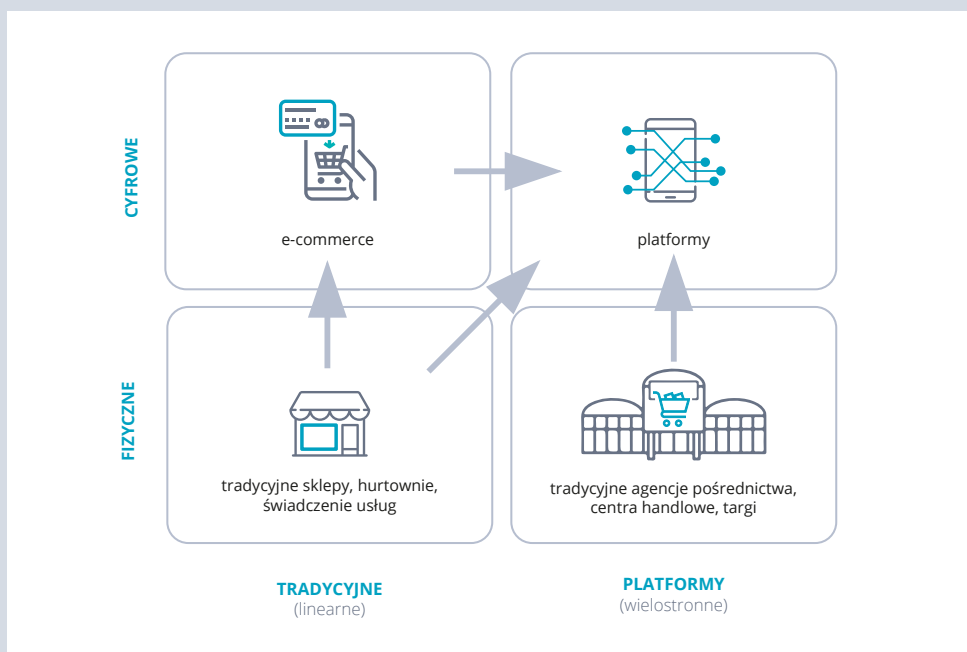 CYFROWE
e-commerce
platformy
FIZYCZNE
tradycyjne sklepy, hurtownie,
świadczenie usług
tradycyjne agencje pośrednictwa,
centra handlowe, targi
TRADYCYJNE
(linearne)
PLATFORMY
(wielostronne)